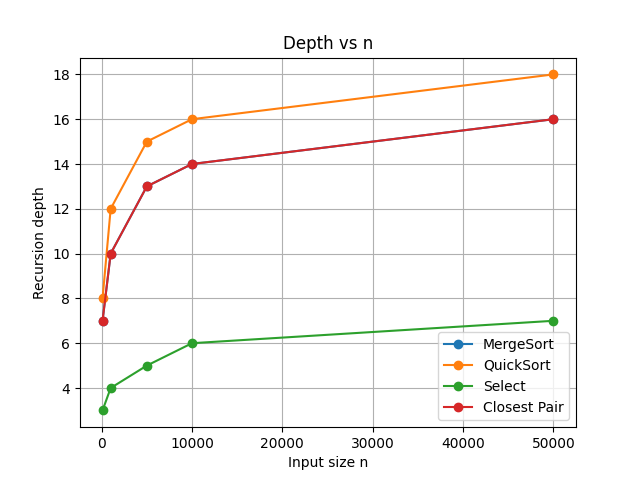 Depth vs n
18
16
14
12
10
8
6
4
Recursion depth
0 10000 20000 30000 40000 50000
Input size n
MergeSort
QuickSort
Select
Closest Pair